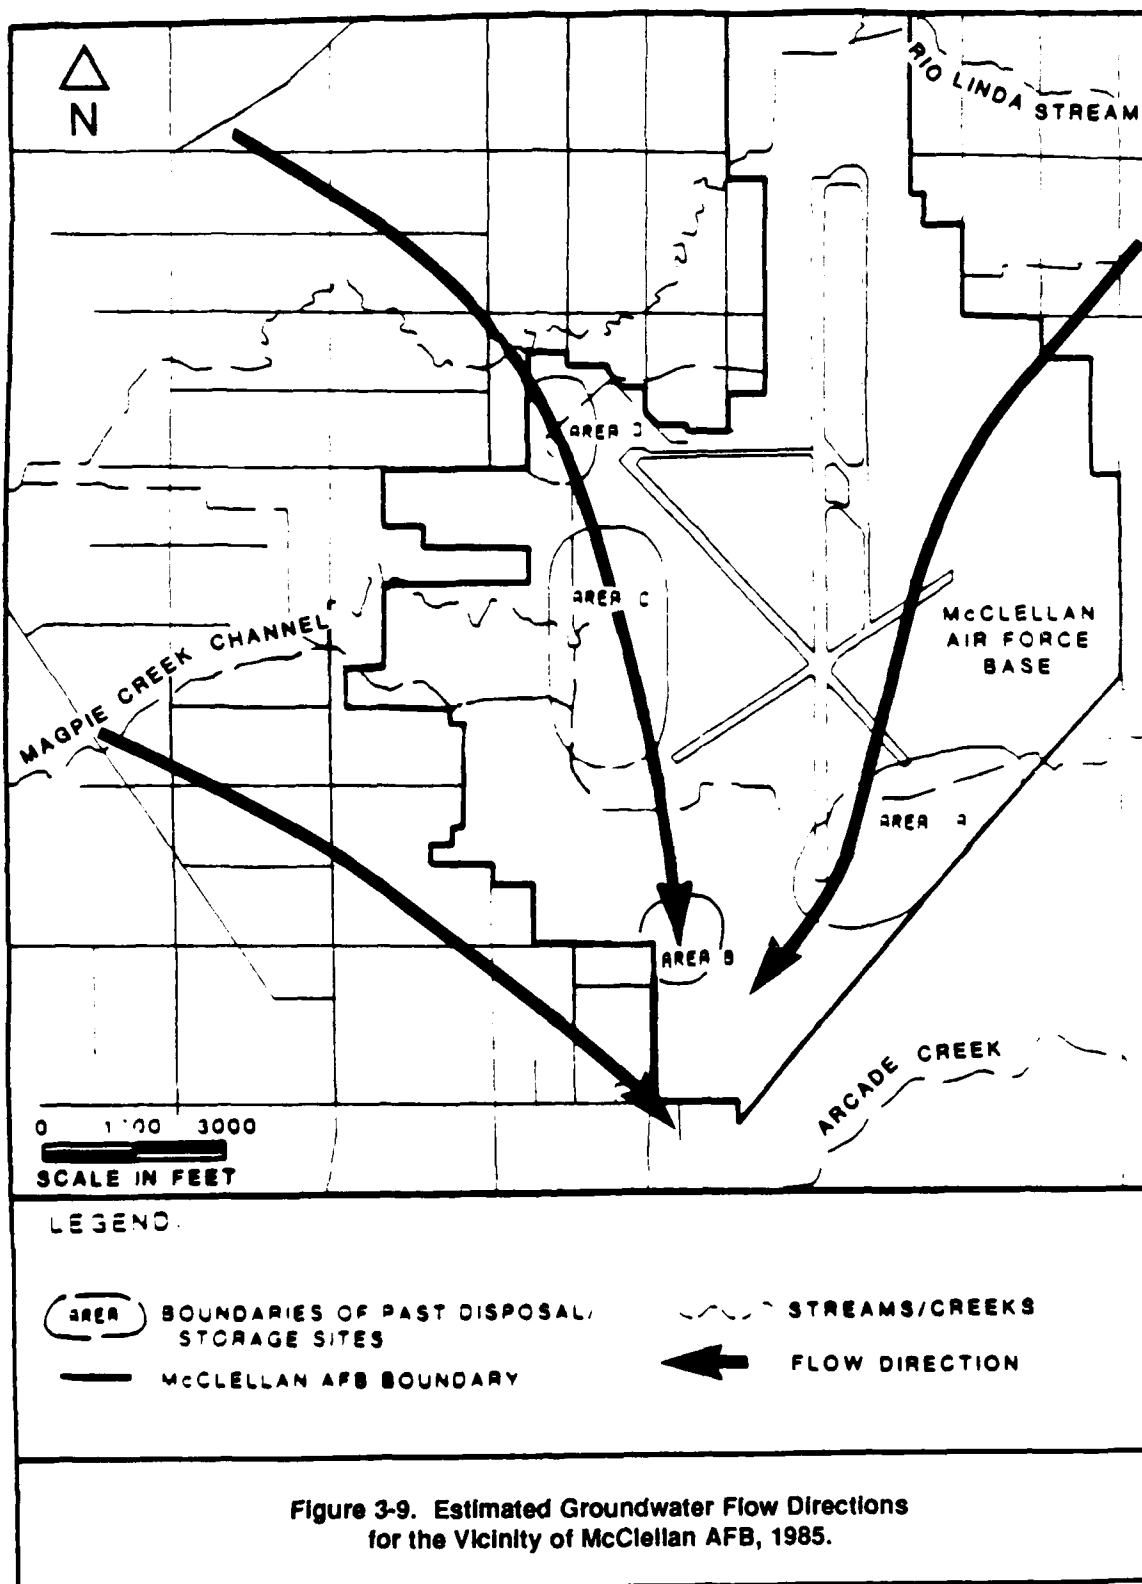 N
RIO LINDA STREAM
AREA D
AREA C
McCLELLAN
AIR FORCE
BASE
MAGPIE CREEK CHANNEL
AREA A
AREA B
ARCADE CREEK
0 3000
SCALE IN FEET
LEGEND:
AREA
BOUNDARIES OF PAST DISPOSAL/
STORAGE SITES
McCLELLAN AFB BOUNDARY
STREAMS/CREEKS
FLOW DIRECTION
Figure 3-9. Estimated Groundwater Flow Directions
for the Vicinity of McClellan AFB, 1985.